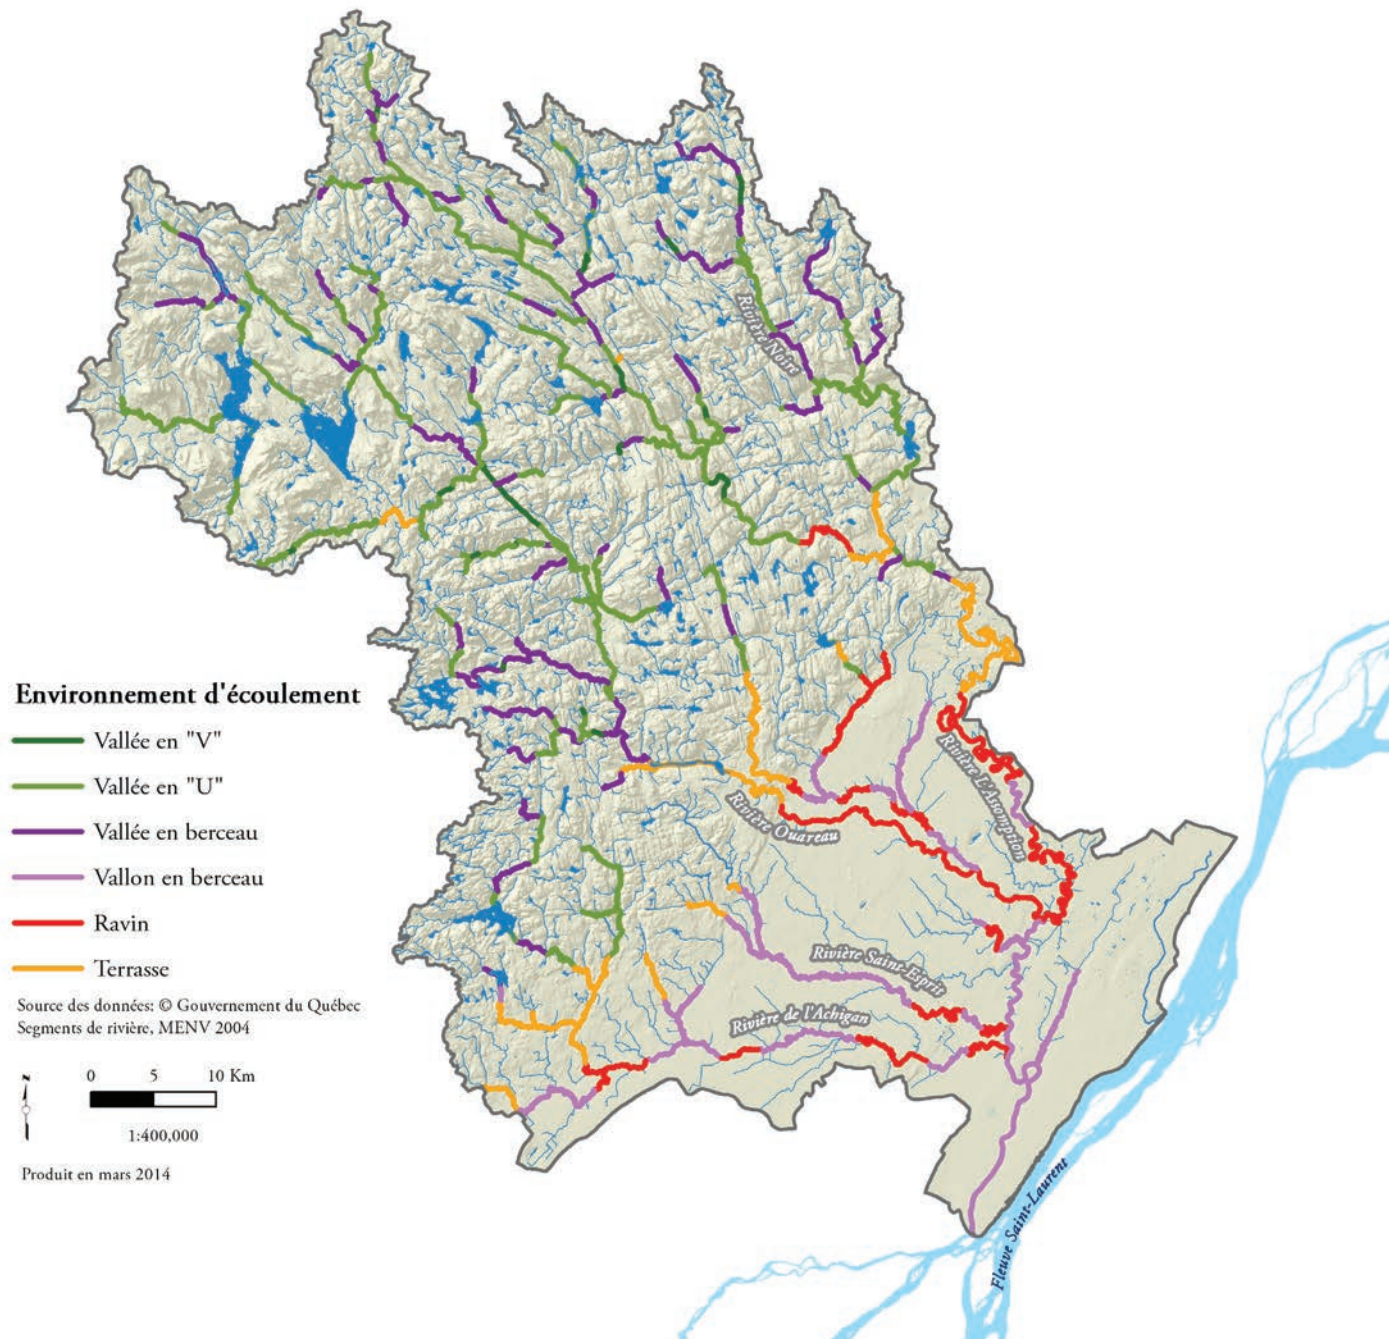 Rivière Noire
Environnement d'écoulement
Vallée en "V"
Vallée en "U"
Vallée en berceau
Vallon en berceau
Ravin
Terrasse
Source des données: © Gouvernement du Québec
Segments de rivière, MENV 2004
N
0 5 10 Km
1:400,000
Produit en mars 2014
Rivière L'Assomption
Rivière Ouareau
Rivière Saint-Esprit
Rivière de l'Achigan
Fleuve Saint-Laurent